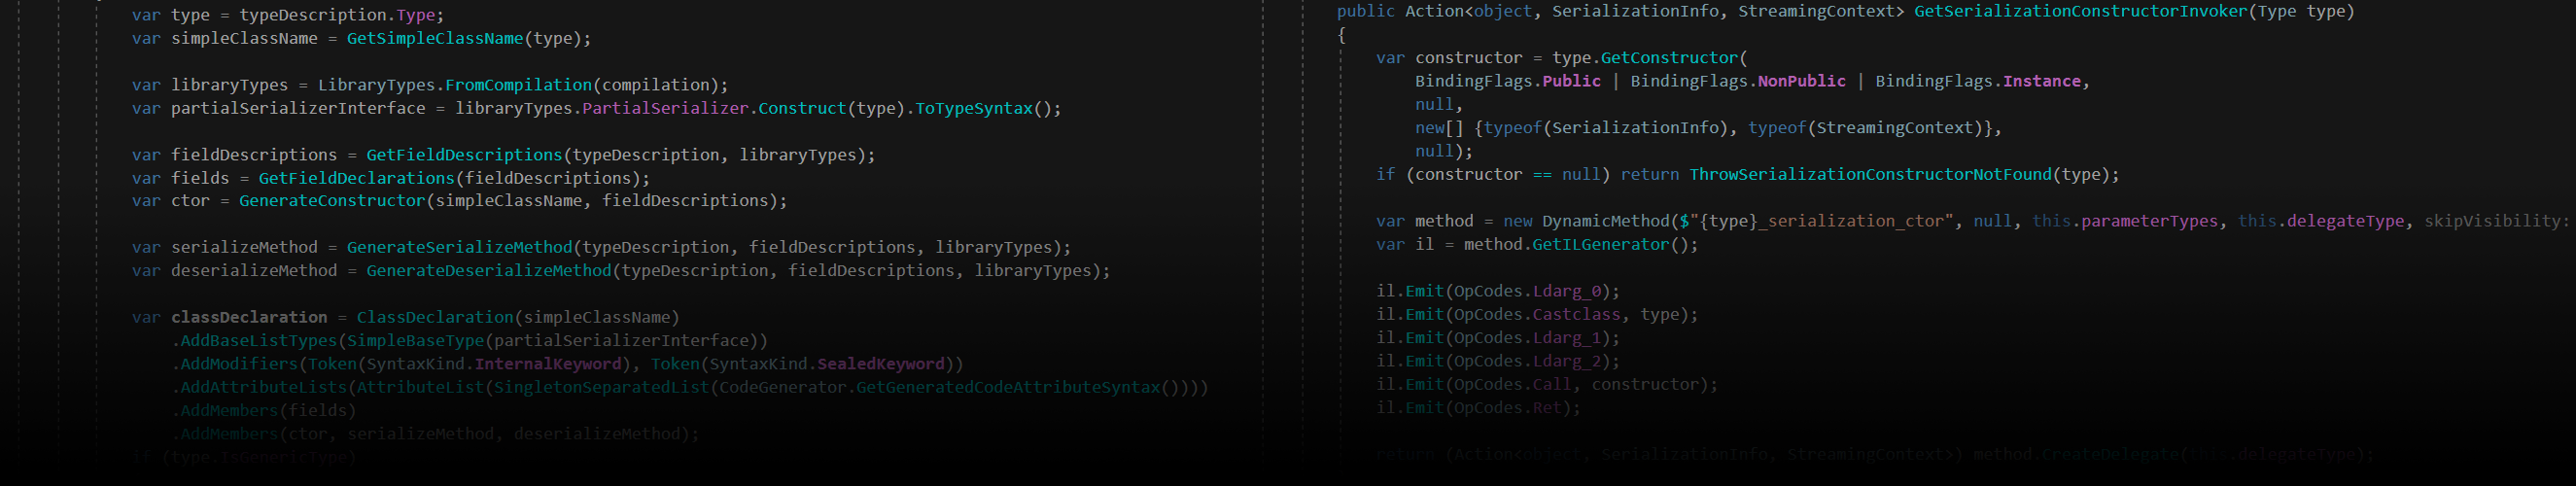 var type = typeDescription.Type;
var simpleClassName = GetSimpleClassName(type);
var libraryTypes = LibraryTypes.FromCompilation(compilation);
var partialSerializerInterface = libraryTypes.PartialSerializer.Construct(type).ToTypeSyntax();
var fieldDescriptions = GetFieldDescriptions(typeDescription, libraryTypes);
var fields = GetFieldDeclarations(fieldDescriptions);
var ctor = GenerateConstructor(simpleClassName, fieldDescriptions);
var serializeMethod = GenerateSerializeMethod(typeDescription, fieldDescriptions, libraryTypes);
var deserializeMethod = GenerateDeserializeMethod(typeDescription, fieldDescriptions, libraryTypes);
var classDeclaration = ClassDeclaration(simpleClassName)
.AddBaseListTypes(SimpleBaseType(partialSerializerInterface))
.AddModifiers(Token(SyntaxKind.InternalKeyword), Token(SyntaxKind.SealedKeyword))
.AddAttributeLists(AttributeList(SingletonSeparatedList(CodeGenerator.GetGeneratedCodeAttributeSyntax())))
.AddMembers(fields)
.AddMembers(ctor, serializeMethod, deserializeMethod);
if (type.IsGenericType)
public Action<object, SerializationInfo, StreamingContext> GetSerializationConstructorInvoker(Type type)
{
var constructor = type.GetConstructor(
BindingFlags.Public | BindingFlags.NonPublic | BindingFlags.Instance,
null,
new[] {typeof(SerializationInfo), typeof(StreamingContext)},
null);
if (constructor == null) return ThrowSerializationConstructorNotFound(type);
var method = new DynamicMethod($"{type}_serialization_ctor", null, this.parameterTypes, this.delegateType, skipVisibility:
var il = method.GetILGenerator();
il.Emit(OpCodes.Ldarg_0);
il.Emit(OpCodes.Castclass, type);
il.Emit(OpCodes.Ldarg_1);
il.Emit(OpCodes.Ldarg_2);
il.Emit(OpCodes.Call, constructor);
il.Emit(OpCodes.Ret);
return (Action<object, SerializationInfo, StreamingContext>) method.CreateDelegate(this.delegateType);